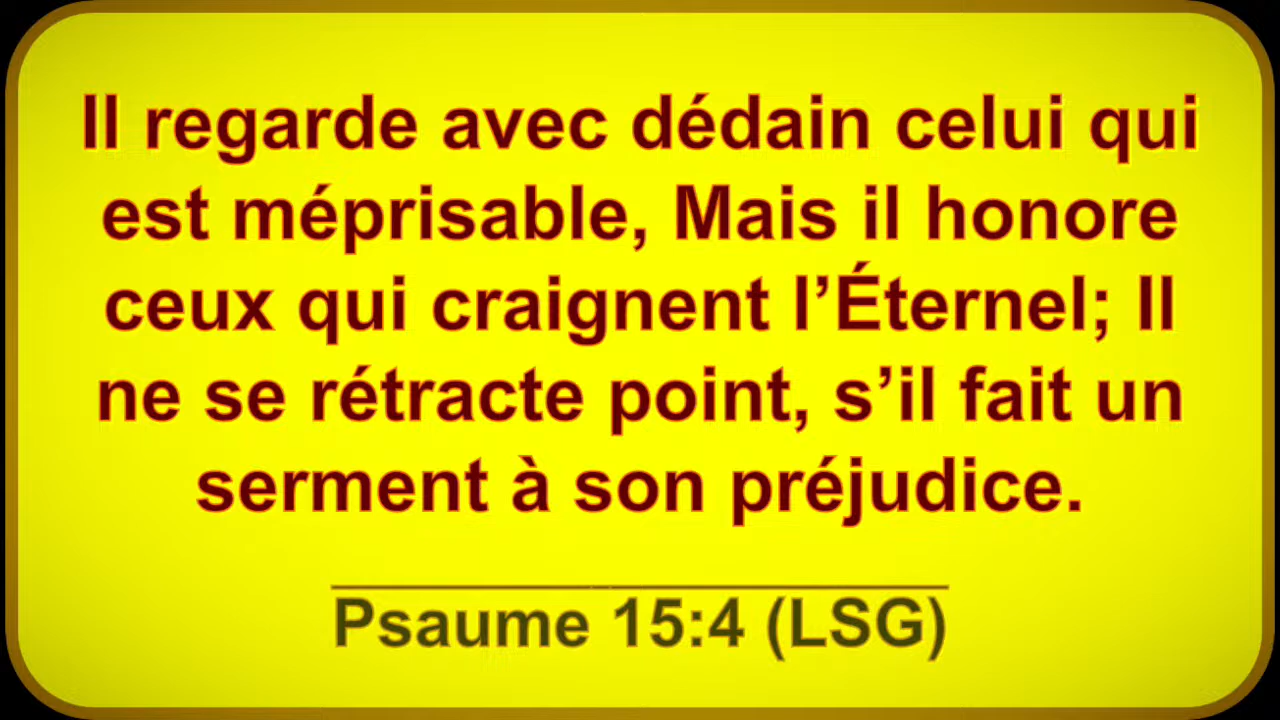 Il regarde avec dédain celui qui
est méprisable, Mais il honore
ceux qui craignent l’Éternel; Il
ne se rétracte point, s’il fait un
serment à son préjudice.
Psaume 15:4 (LSG)